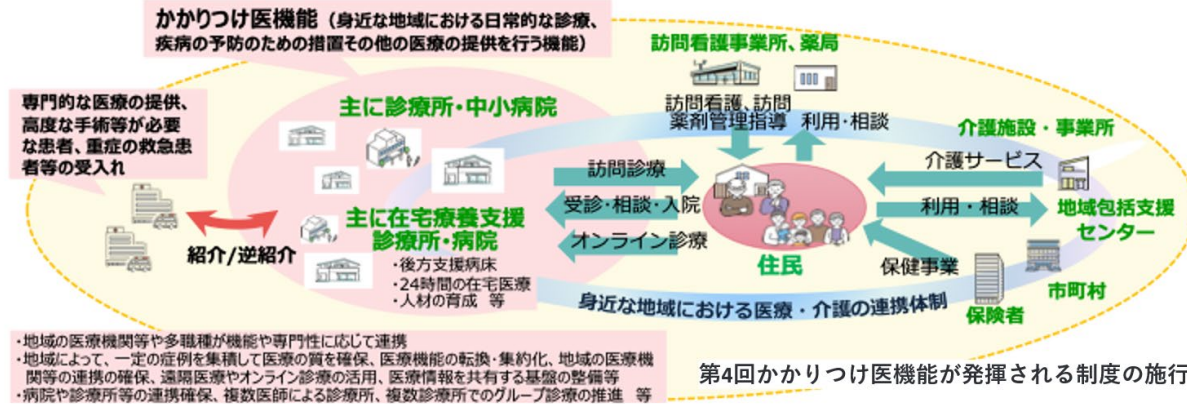 かかりつけ医機能（身近な地域における日常的な診療、
疾病の予防のための措置その他の医療の提供を行う機能）
専門的な医療の提供、
高度な手術等が必要
な患者、重症の救急患
者等の受入れ
主に診療所・中小病院
主に在宅療養支援
診療所・病院
・後方支援病床
・24時間の在宅医療
・人材の育成 等
紹介/逆紹介
訪問看護事業所、薬局
訪問看護、訪問
薬剤管理指導
利用・相談
訪問診療
受診・相談・入院
オンライン診療
住民
介護施設・事業所
介護サービス
利用・相談
地域包括支援
センター
保健事業
市町村
保険者
身近な地域における医療・介護の連携体制
・地域の医療機関等や多職種が機能や専門性に応じて連携
・地域によって、一定の症例を集積して医療の質を確保、医療機能の転換・集約化、地域の医療機
関等の連携の確保、遠隔医療やオンライン診療の活用、医療情報を共有する基盤の整備等
・病院や診療所等の連携確保、複数医師による診療所、複数診療所でのグループ診療の推進 等
第4回かかりつけ医機能が発揮される制度の施行